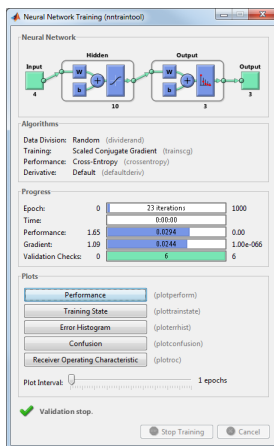 Neural Network Training (nntraintool)
Neural Network
Hidden Output
Input Output
W W
b b
4 3
10 3
Algorithms
Data Division: Random (dividerand)
Training: Scaled Conjugate Gradient (trainscg)
Performance: Cross-Entropy (crossentropy)
Derivative: Default (defaultderiv)
Progress
Epoch: 0 23 iterations 1000
Time: 0:00:00
Performance: 1.65 0.0294 0.00
Gradient: 1.09 0.0244 1.00e-066
Validation Checks: 0 6 6
Plots
Performance (plotperform)
Training State (plottrainstate)
Error Histogram (ploterrhist)
Confusion (plotconfusion)
Receiver Operating Characteristic (plotroc)
Plot Interval: 1 epochs
Validation stop.
Stop Training Cancel